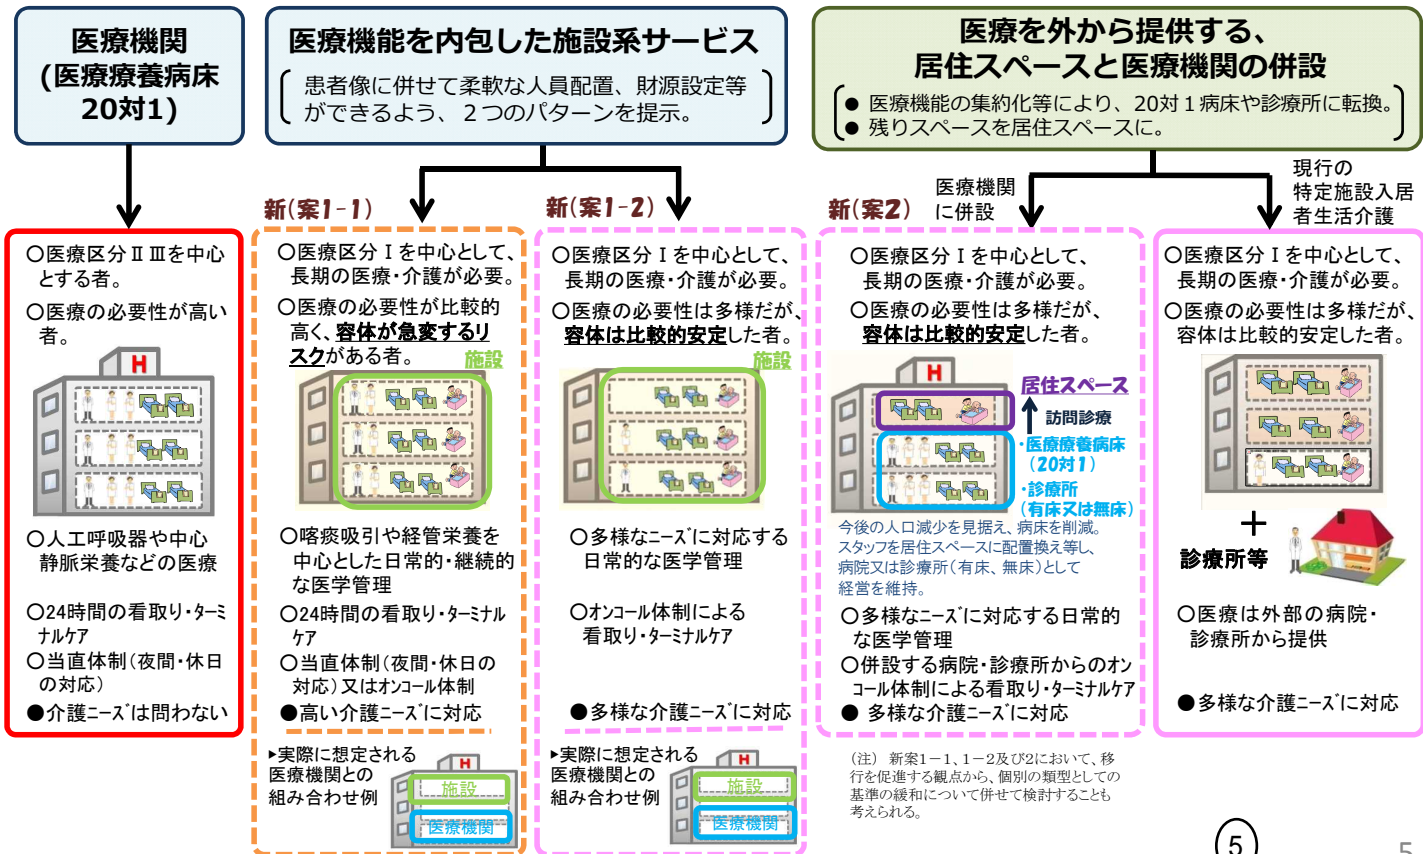 医療機関
(医療療養病床
20対1)
医療機能を内包した施設系サービス
患者像に併せて柔軟な人員配置、財源設定等
ができるよう、２つのパターンを提示。
医療を外から提供する、
居住スペースと医療機関の併設
● 医療機能の集約化等により、20対１病床や診療所に転換。
● 残りスペースを居住スペースに。
新(案1-1)
新(案1-2)
新(案2)
医療機関
に併設
現行の
特定施設入居
者生活介護
○医療区分ⅡⅢを中心
とする者。
○医療の必要性が高い
者。
H
○人工呼吸器や中心
静脈栄養などの医療
○24時間の看取り・ターミ
ナルケア
○当直体制（夜間・休日
の対応）
●介護ニーズは問わない
○医療区分Ⅰを中心として、
長期の医療・介護が必要。
○医療の必要性が比較的
高く、容体が急変するリ
スクがある者。
施設
○喀痰吸引や経管栄養を
中心とした日常的・継続的
な医学管理
○24時間の看取り・ターミナル
ケア
○当直体制（夜間・休日の
対応）又はオンコール体制
●高い介護ニーズに対応
▶実際に想定される
医療機関との
組み合わせ例
H
施設
医療機関
○医療区分Ⅰを中心として、
長期の医療・介護が必要。
○医療の必要性は多様だが、
容体は比較的安定した者。
施設
○多様なニーズに対応する
日常的な医学管理
○オンコール体制による
看取り・ターミナルケア
●多様な介護ニーズに対応
▶実際に想定される
医療機関との
組み合わせ例
H
施設
医療機関
○医療区分Ⅰを中心として、
長期の医療・介護が必要。
○医療の必要性は多様だが、
容体は比較的安定した者。
H
居住スペース
訪問診療
・医療療養病床
（20対1）
・診療所
（有床又は無床）
今後の人口減少を見据え、病床を削減。
スタッフを居住スペースに配置換え等し、
病院又は診療所（有床、無床）として
経営を維持。
○多様なニーズに対応する日常的
な医学管理
○併設する病院・診療所からのオン
コール体制による看取り・ターミナルケア
● 多様な介護ニーズに対応
○医療区分Ⅰを中心として、
長期の医療・介護が必要。
○医療の必要性は多様だが、
容体は比較的安定した者。
＋
診療所等
○医療は外部の病院・
診療所から提供
●多様な介護ニーズに対応
（注） 新案1－1、1－2及び2において、移
行を促進する観点から、個別の類型としての
基準の緩和について併せて検討することも
考えられる。
5
5